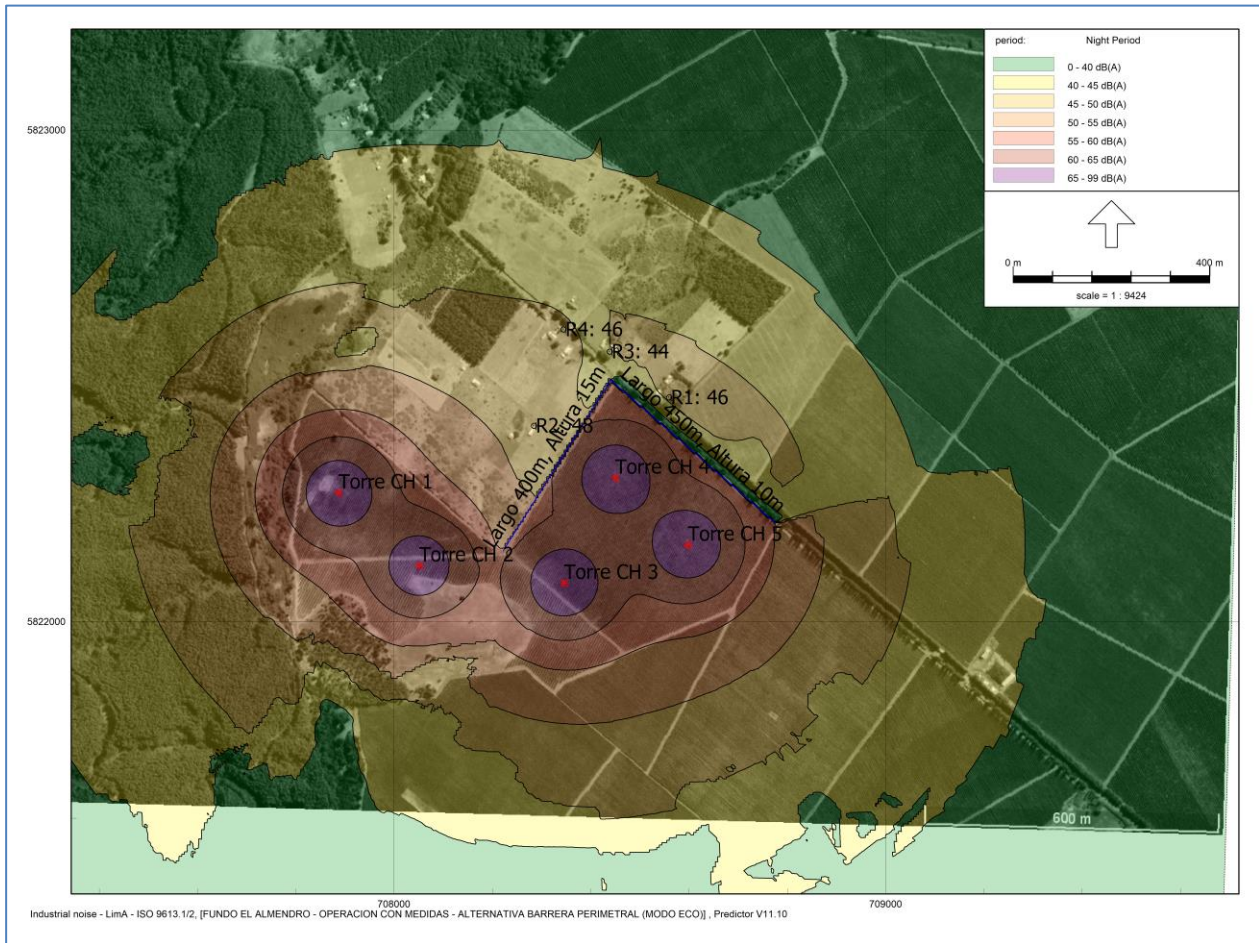 period: Night Period
0 - 40 dB(A)
40 - 45 dB(A)
45 - 50 dB(A)
50 - 55 dB(A)
55 - 60 dB(A)
60 - 65 dB(A)
65 - 99 dB(A)
0 m 400 m
scale = 1 : 9424
5823000
R4: 46
R3: 44
R1: 46
R2: 48
Largo 400m, Altura 15m
Largo 450m, Altura 10m
Torre CH 1
Torre CH 4
Torre CH 5
Torre CH 2
Torre CH 3
5822000
600 m
708000
709000
Industrial noise - LimA - ISO 9613.1/2, [FUNDO EL ALMENDRO - OPERACION CON MEDIDAS - ALTERNATIVA BARRERA PERIMETRAL (MODO ECO)] , Predictor V11.10